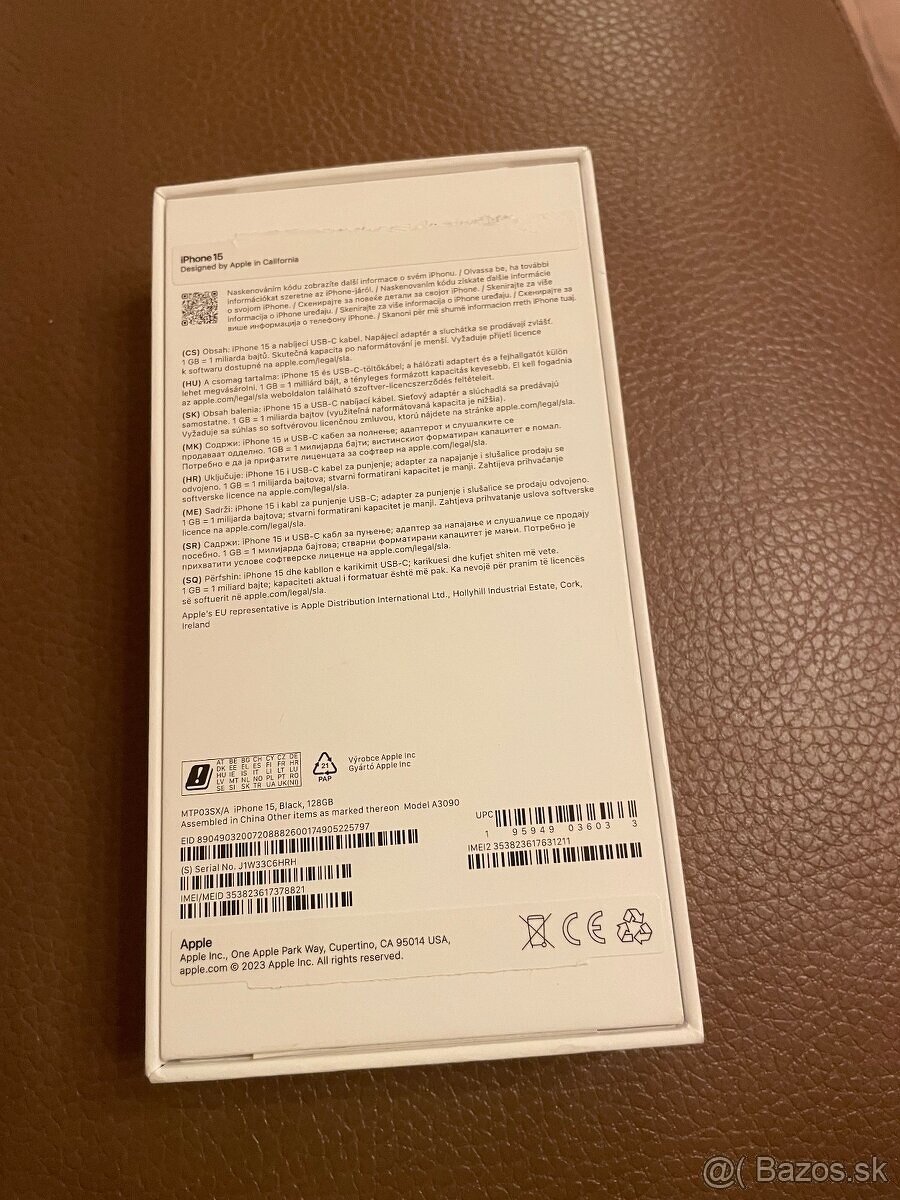 iPhone 15
Designed by Apple in California
Naskenováním kódu zobrazíte další informace o svém iPhonu. / Olvassa be, ha további
információkat szeretne az iPhone-járól. / Naskenovaním kódu získate ďalšie informácie
o svojom iPhone. / Скенирајте за повеќе детали за својот iPhone. / Skenirajte za više
informacija o iPhone uređaju. / Skenirajte za više informacija o iPhone uređaju. / Скенирајте за
више информација о телефону iPhone. / Skanoni për më shumë informacion rreth iPhone tuaj.
(CS) Obsah: iPhone 15 a nabíjecí USB-C kabel. Napájecí adaptér a sluchátka se prodávají zvlášť.
1 GB = 1 miliarda bajtů. Skutečná kapacita po naformátování je menší. Vyžaduje přijetí licence
k softwaru dostupné na apple.com/legal/sla.
(HU) A csomag tartalma: iPhone 15 és USB-C-töltőkábel; a hálózati adaptert és a fejhallgatót külön
lehet megvásárolni. 1 GB = 1 milliárd bájt, a tényleges formázott kapacitás kevesebb. El kell fogadnia
az apple.com/legal/sla weboldalon található szoftver-licencszerződés feltételeit.
(SK) Obsah balenia: iPhone 15 a USB-C nabíjací kábel. Sieťový adaptér a slúchadlá sa predávajú
samostatne. 1 GB = 1 miliarda bajtov (využiteľná naformátovaná kapacita je nižšia).
Vyžaduje sa súhlas so softvérovou licenčnou zmluvou, ktorú nájdete na stránke apple.com/legal/sla.
(MK) Содржи: iPhone 15 и USB-C кабел за полнење; адаптерот и слушалките се
продаваат одделно. 1GB = 1 милијарда бајти; вистинскиот форматиран капацитет е помал.
Потребно е да ја прифатите лиценцата за софтвер на apple.com/legal/sla.
(HR) Uključuje: iPhone 15 i USB-C kabel za punjenje; adapter za napajanje i slušalice prodaju se
odvojeno. 1 GB = 1 milijarda bajtova; stvarni formatirani kapacitet je manji. Zahtijeva prihvaćanje
softverske licence na apple.com/legal/sla.
(ME) Sadrži: iPhone 15 i kabl za punjenje USB-C; adapter za punjenje i slušalice se prodaju odvojeno.
1 GB = 1 milijarda bajtova; stvarni formatirani kapacitet je manji. Zahtjeva prihvatanje uslova softverske
licence na apple.com/legal/sla.
(SR) Садржи: iPhone 15 и USB-C кабл за пуњење; адаптер за напајање и слушалице се продају
посебно. 1 GB = 1 милијарда бајтова; стварни форматирани капацитет је мањи. Потребно је
прихватити услове софтверске лиценце на apple.com/legal/sla.
(SQ) Përfshin: iPhone 15 dhe kabllon e karikimit USB-C; karikuesi dhe kufjet shiten më vete.
1 GB = 1 miliard bajte; kapaciteti aktual i formatuar është më pak. Ka nevojë për pranim të licencës
së softuerit në apple.com/legal/sla.
Apple's EU representative is Apple Distribution International Ltd., Hollyhill Industrial Estate, Cork,
Ireland
AT BE BG CH CY CZ DE
DK EE EL ES FI FR HR
HU IE IS IT LI LT LU
LV MT NL NO PL PT RO
SE SI SK TR UA UK(NI)
21
PAP
Výrobce Apple Inc
Gyártó Apple Inc
MTP03SX/A iPhone 15, Black, 128GB
Assembled in China Other items as marked thereon Model A3090
EID 89049032007208882600174905225797
(S) Serial No. J1W33C6HRH
IMEI/MEID 353823617378821
UPC
1 95949 03603 3
IMEI2 353823617631211
Apple
Apple Inc., One Apple Park Way, Cupertino, CA 95014 USA,
apple.com © 2023 Apple Inc. All rights reserved.
CE
@( Bazos.sk